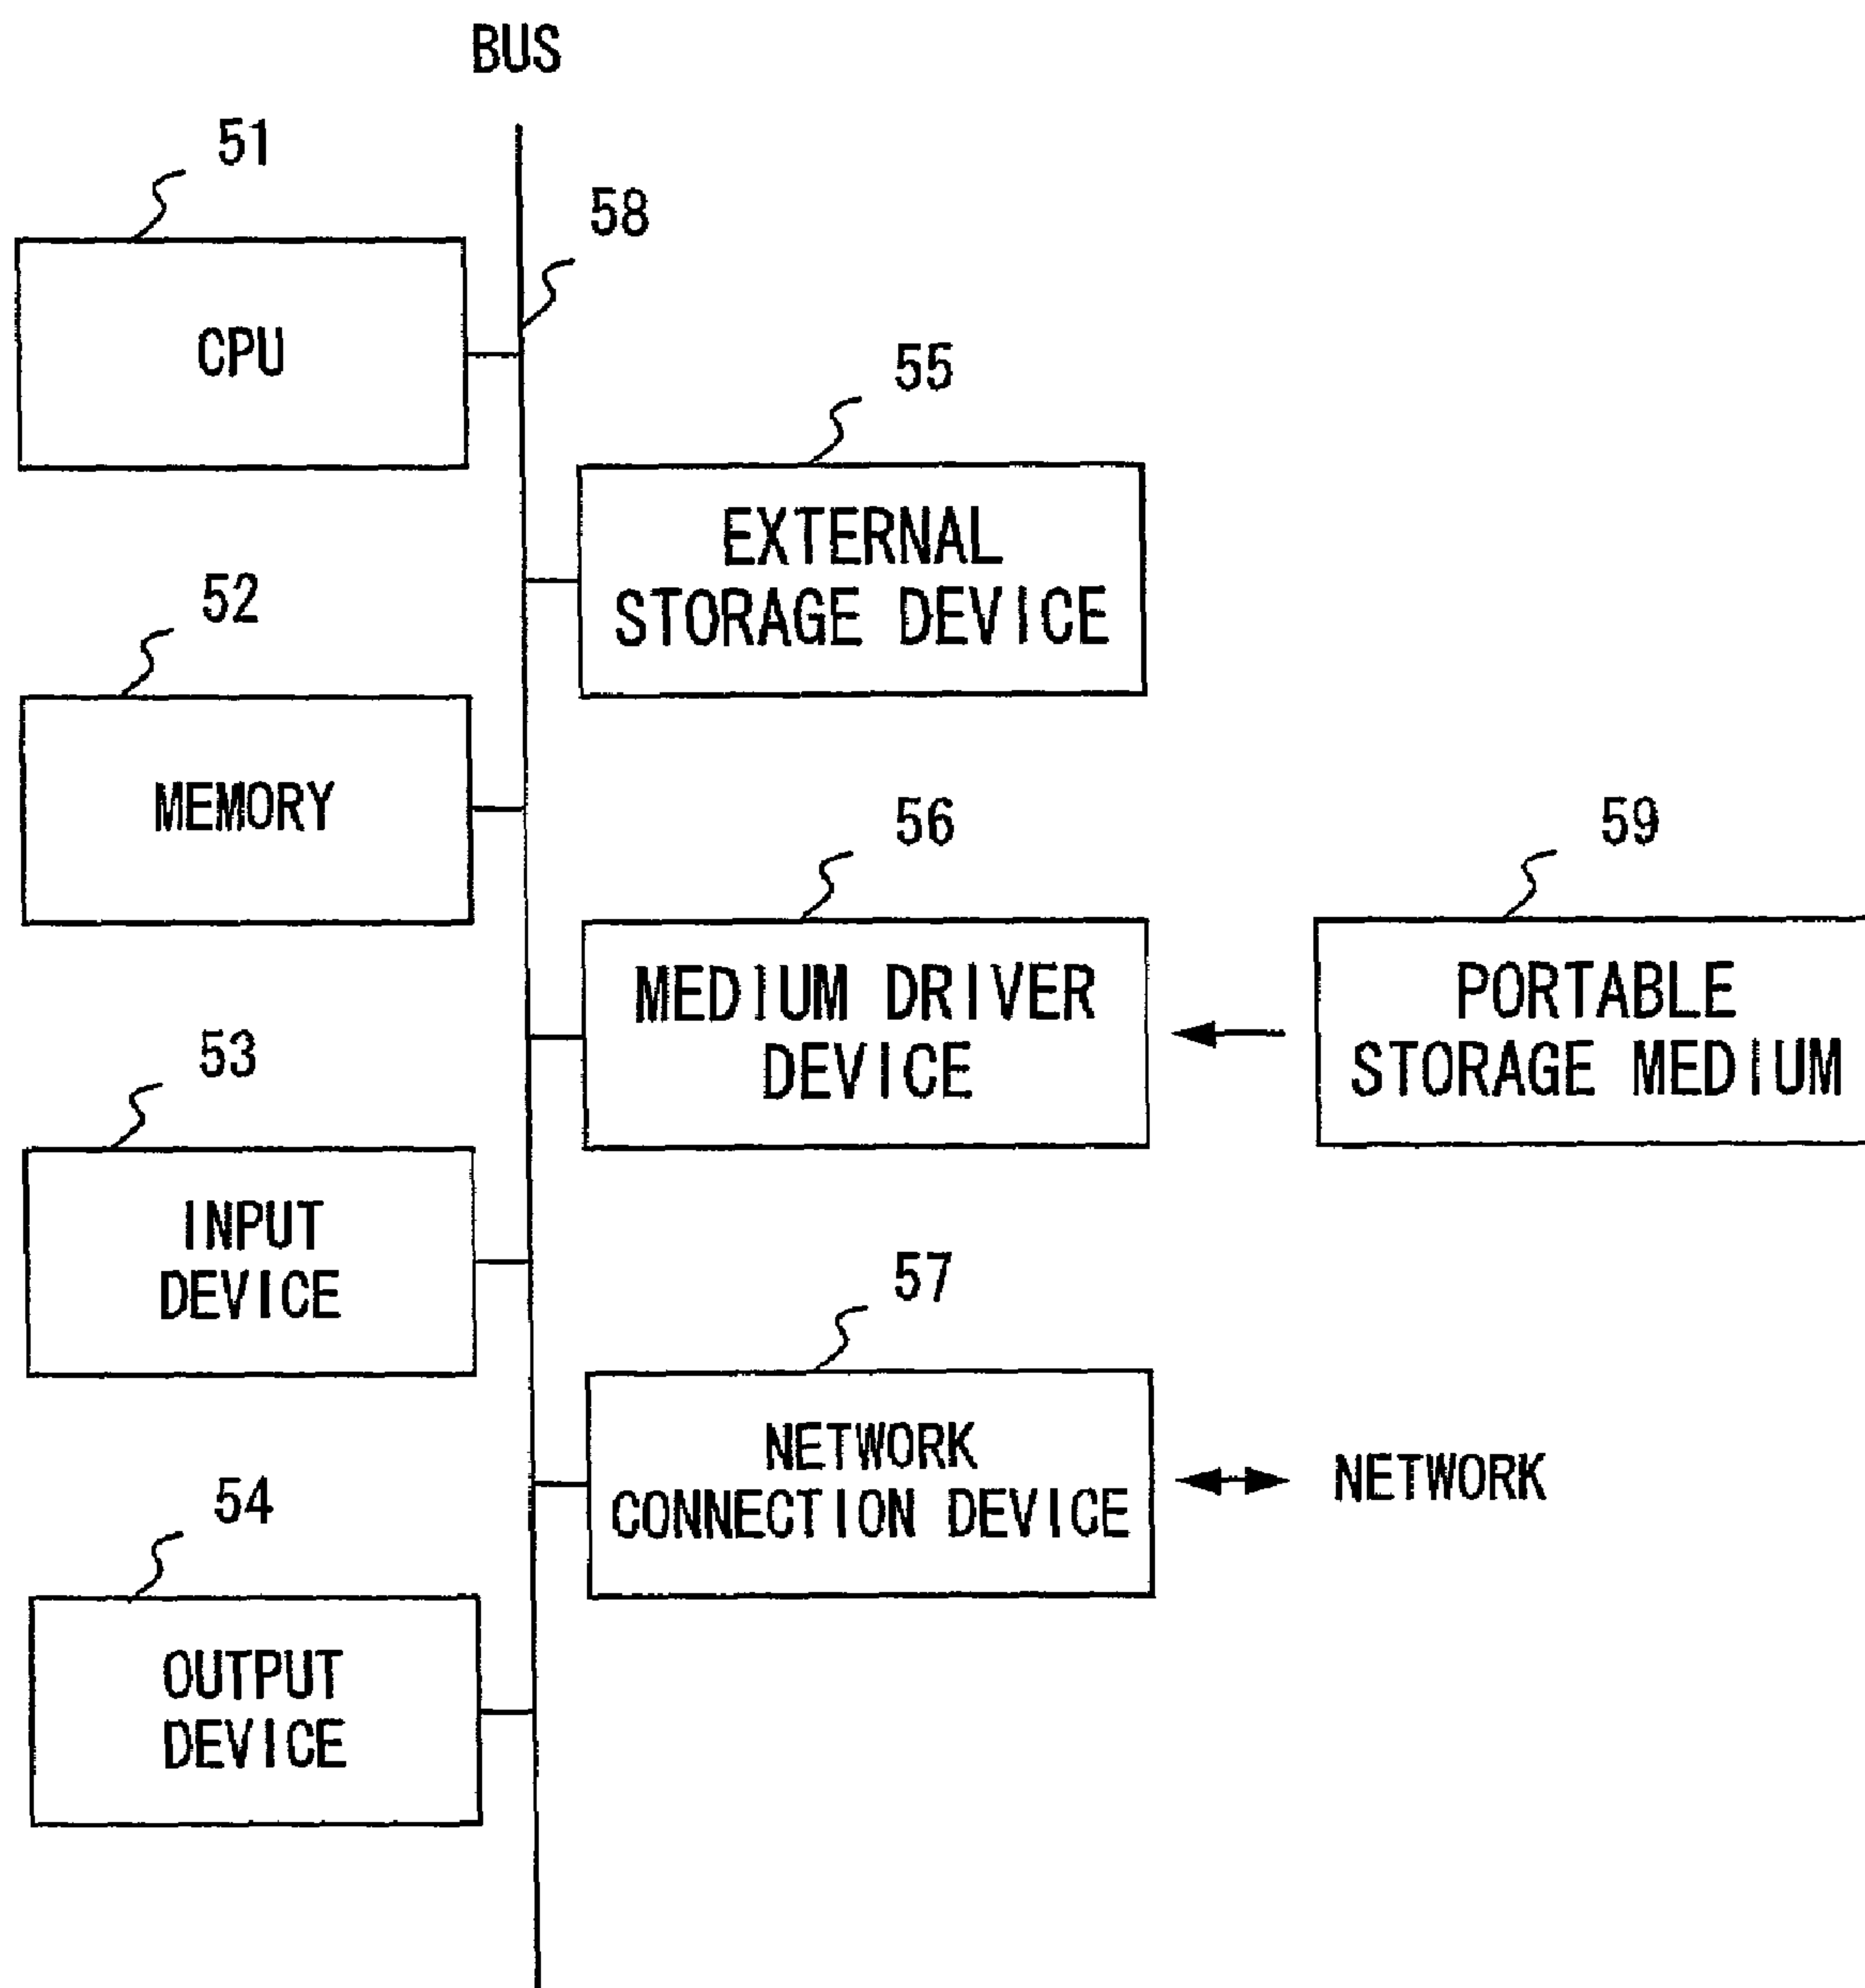 BUS
51
58
CPU
55
EXTERNAL
STORAGE DEVICE
52
MEMORY
56
59
MEDIUM DRIVER
DEVICE
PORTABLE
STORAGE MEDIUM
53
INPUT
DEVICE
57
NETWORK
CONNECTION DEVICE
NETWORK
54
OUTPUT
DEVICE